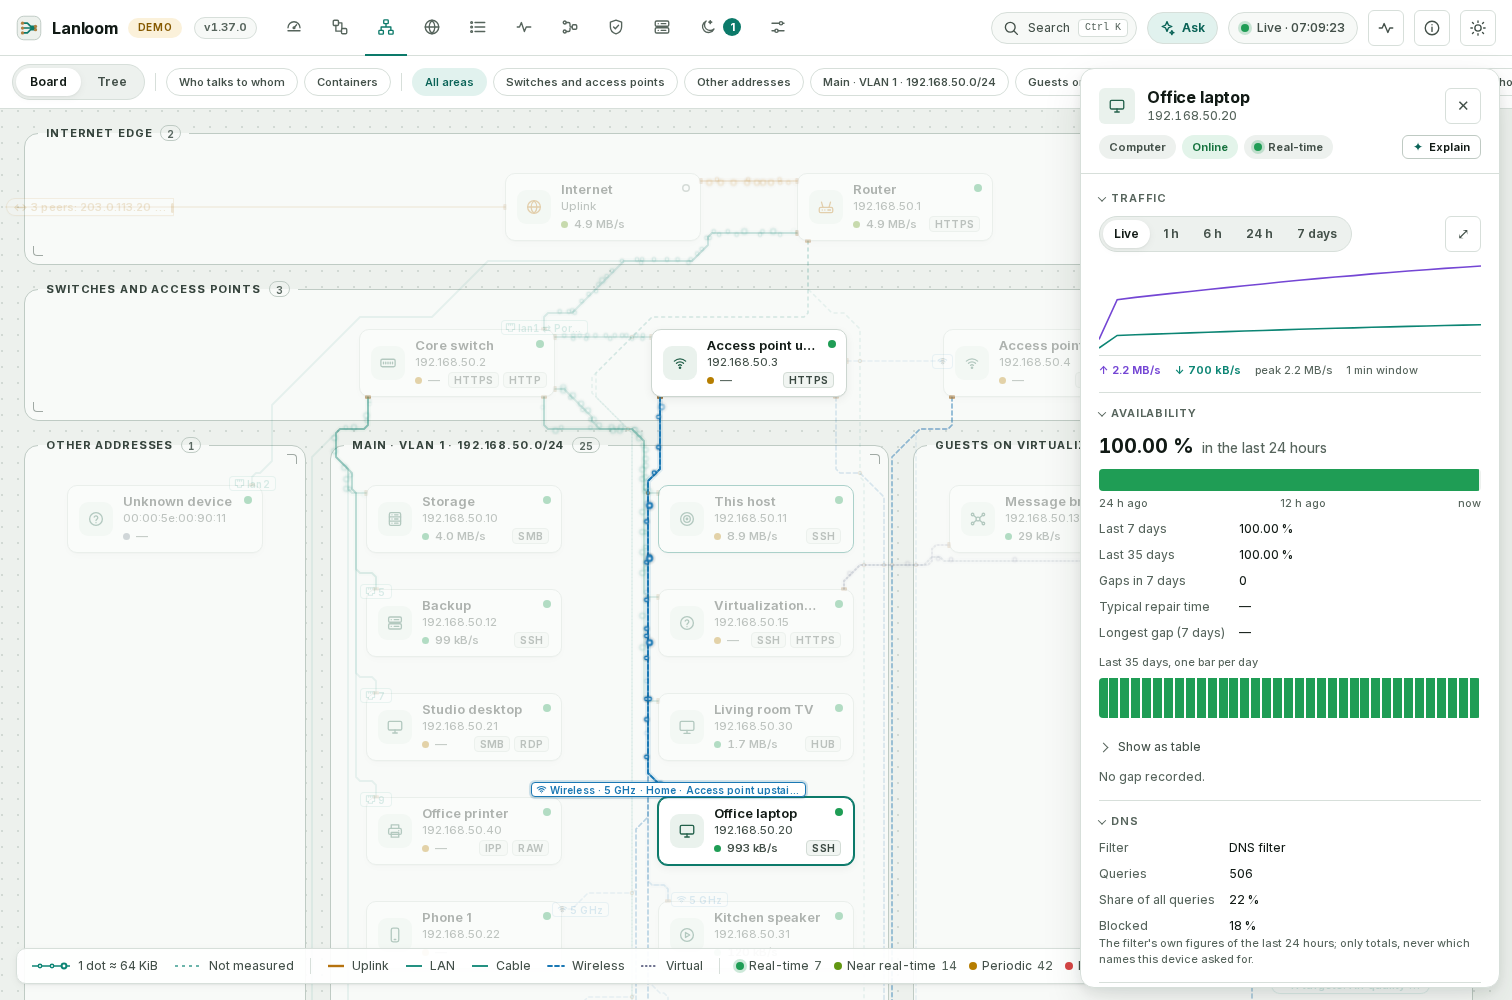 Lanloom DEMO v1.37.0 1 Search Ctrl K Ask Live · 07:09:23
Board Tree Who talks to whom Containers All areas Switches and access points Other addresses Main · VLAN 1 · 192.168.50.0/24
INTERNET EDGE 2
3 peers: 203.0.113.20
Internet
Uplink
4.9 MB/s
Router
192.168.50.1
4.9 MB/s HTTPS
SWITCHES AND ACCESS POINTS 3
Core switch
192.168.50.2
— HTTPS HTTP
Access point u...
192.168.50.3
— HTTPS
192.168.50.4
—
OTHER ADDRESSES 1
lan2
Unknown device
00:00:5e:00:90:11
—
MAIN · VLAN 1 · 192.168.50.0/24 25
Storage
192.168.50.10
4.0 MB/s SMB
This host
192.168.50.11
8.9 MB/s SSH
Backup
192.168.50.12
99 kB/s SSH
Virtualization...
192.168.50.15
— SSH HTTPS
Studio desktop
192.168.50.21
— SMB RDP
Living room TV
192.168.50.30
1.7 MB/s HUB
Wireless · 5 GHz · Home · Access point upstai...
Office printer
192.168.50.40
— IPP RAW
Office laptop
192.168.50.20
993 kB/s SSH
5 GHz
5 GHz
Phone 1
192.168.50.22
Kitchen speaker
192.168.50.31
GUESTS ON
Message
192.168.50.13
29 kB/s
1 dot ≈ 64 KiB Not measured Uplink LAN Cable Wireless Virtual Real-time 7 Near real-time 14 Periodic 42
Office laptop
192.168.50.20
Computer Online Real-time Explain
TRAFFIC
Live 1 h 6 h 24 h 7 days
↑ 2.2 MB/s ↓ 700 kB/s peak 2.2 MB/s 1 min window
AVAILABILITY
100.00 % in the last 24 hours
24 h ago 12 h ago now
Last 7 days 100.00 %
Last 35 days 100.00 %
Gaps in 7 days 0
Typical repair time —
Longest gap (7 days) —
Last 35 days, one bar per day
Show as table
No gap recorded.
DNS
Filter DNS filter
Queries 506
Share of all queries 22 %
Blocked 18 %
The filter's own figures of the last 24 hours; only totals, never which
names this device asked for.